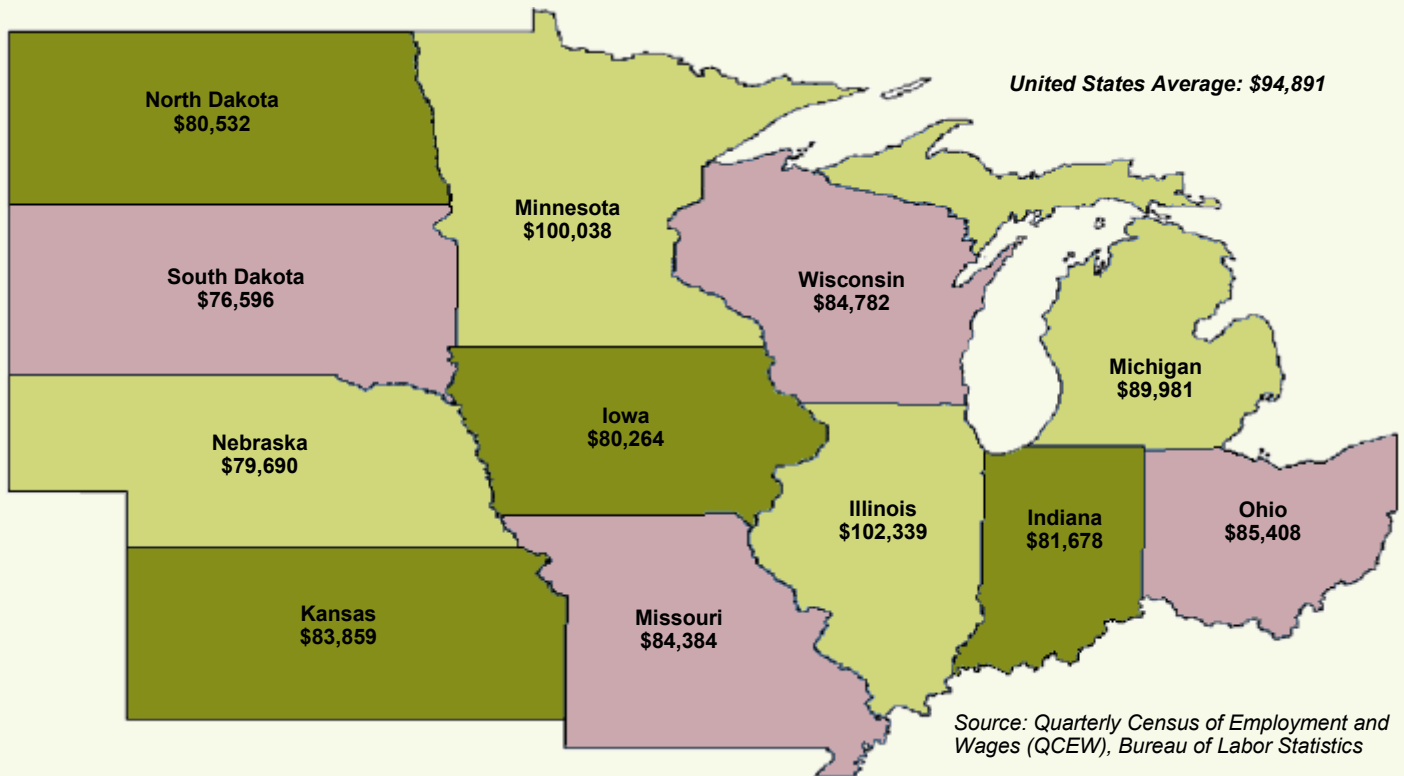 North Dakota
$80,532
United States Average: $94,891
Minnesota
$100,038
South Dakota
$76,596
Wisconsin
$84,782
Michigan
$89,981
Nebraska
$79,690
Iowa
$80,264
Illinois
$102,339
Indiana
$81,678
Ohio
$85,408
Kansas
$83,859
Missouri
$84,384
Source: Quarterly Census of Employment and
Wages (QCEW), Bureau of Labor Statistics